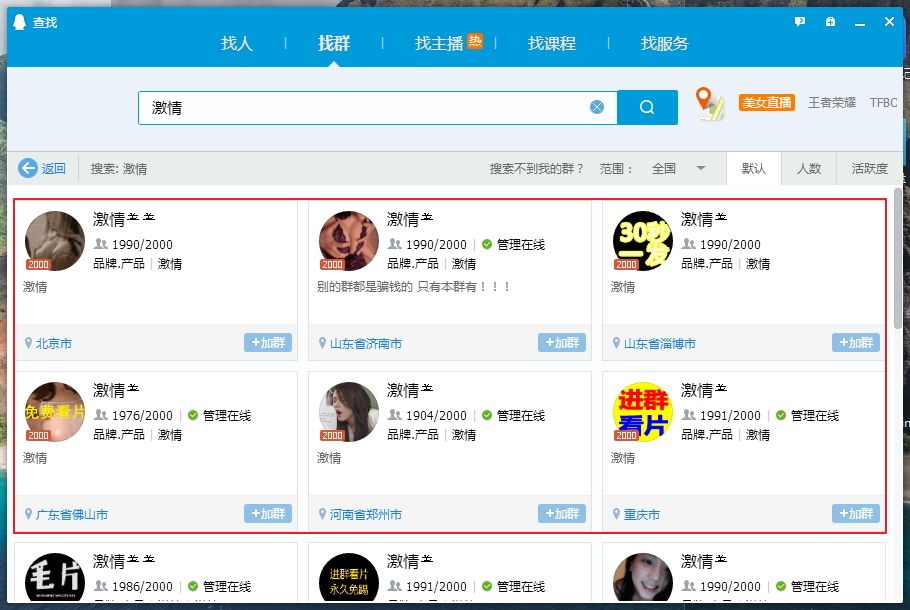 查找
找人 | 找群 | 找主播 热 | 找课程 | 找服务
激情
美女直播 王者荣耀 TFBC
返回 搜索: 激情 搜索不到我的群？ 范围： 全国 默认 人数 活跃度
激情
1990/2000
品牌.产品 | 激情
2000
激情
北京市 +加群
激情
1990/2000 | 管理在线
品牌.产品 | 激情
2000
别的群都是骗钱的 只有本群有！！！
山东省济南市 +加群
激情
30秒
一发
1990/2000
品牌.产品 | 激情
2000
激情
山东省淄博市 +加群
激情
免费看片
1976/2000 | 管理在线
品牌.产品 | 激情
2000
激情
广东省佛山市 +加群
激情
1904/2000 | 管理在线
品牌.产品 | 激情
2000
激情
河南省郑州市 +加群
激情
进群
看片
1991/2000 | 管理在线
品牌.产品 | 激情
2000
激情
重庆市 +加群
激情
毛片
1986/2000 | 管理在线
激情
进群看片
永久免费
1991/2000 | 管理在线
激情
1990/2000 | 管理在线